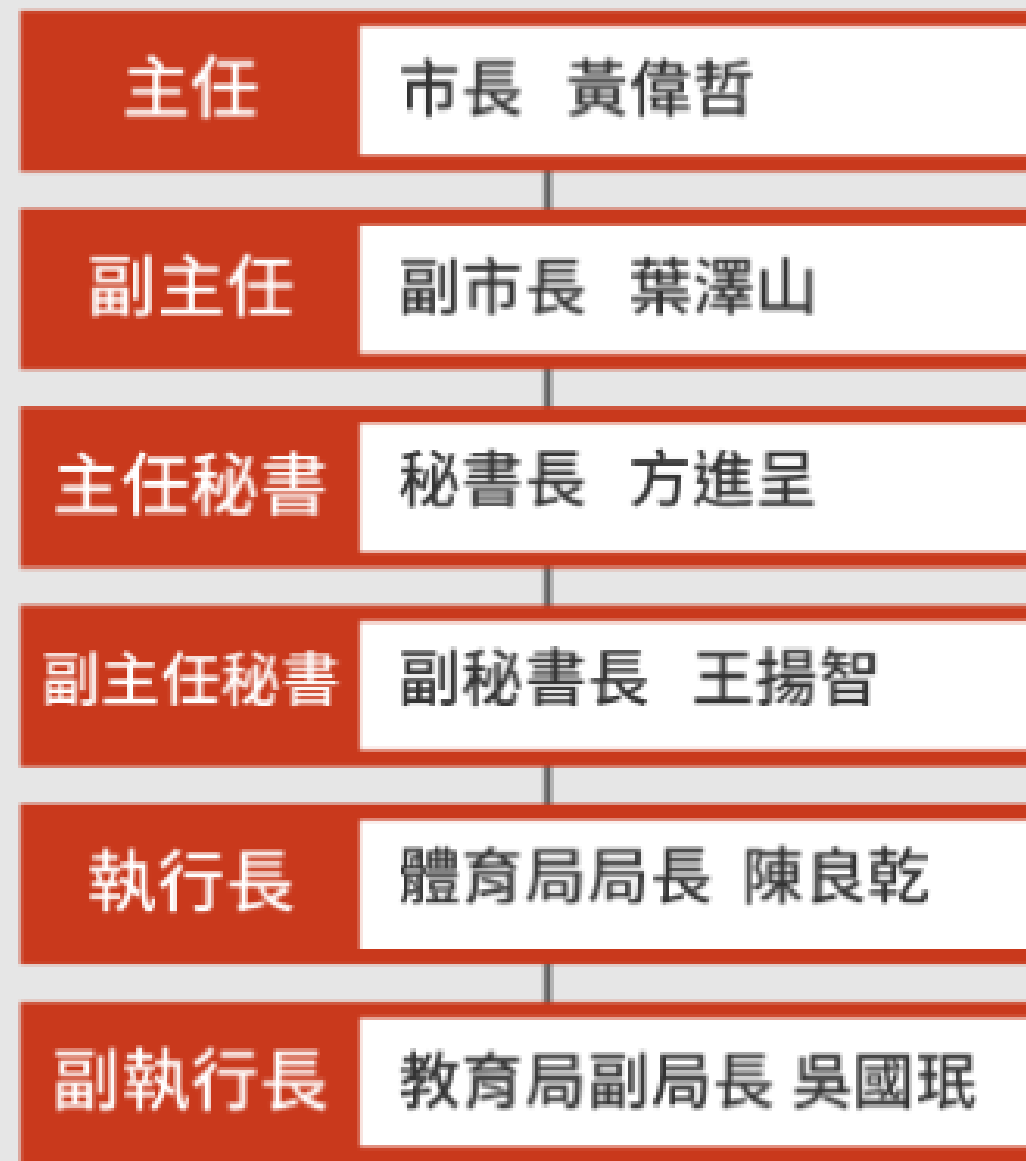 主任 市長 黃偉哲
副主任 副市長 葉澤山
主任秘書 秘書長 方進呈
副主任秘書 副秘書長 王揚智
執行長 體育局局長 陳良乾
副執行長 教育局副局長 吳國珉